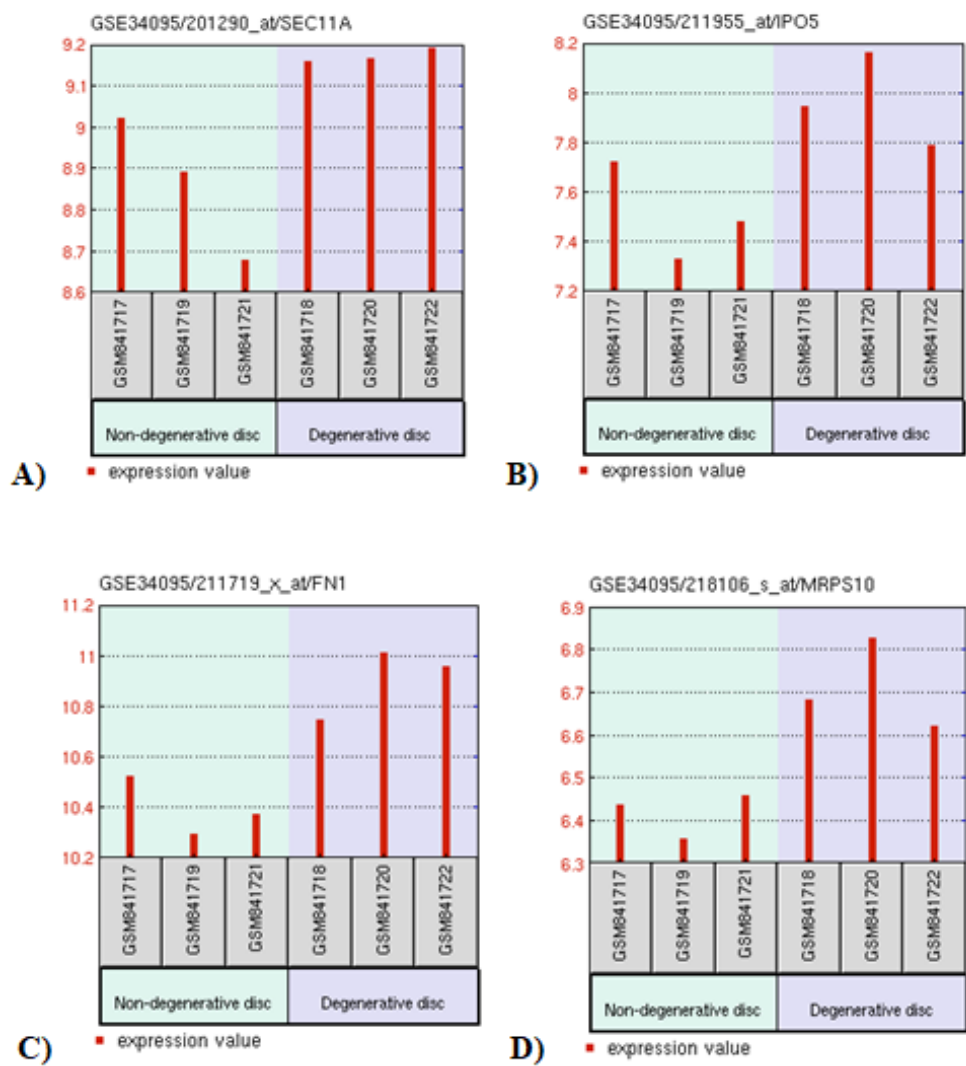 GSE34095/201290_at/SEC11A
9.2
9.1
9
8.9
8.8
8.7
8.6
GSM841717
GSM841719
GSM841721
GSM841718
GSM841720
GSM841722
Non-degenerative disc
Degenerative disc
expression value
A)
GSE34095/211955_at/IPO5
8.2
8
7.8
7.6
7.4
7.2
GSM841717
GSM841719
GSM841721
GSM841718
GSM841720
GSM841722
Non-degenerative disc
Degenerative disc
expression value
B)
GSE34095/211719_x_at/FN1
11.2
11
10.8
10.6
10.4
10.2
GSM841717
GSM841719
GSM841721
GSM841718
GSM841720
GSM841722
Non-degenerative disc
Degenerative disc
expression value
C)
GSE34095/218106_s_at/MRPS10
6.9
6.8
6.7
6.6
6.5
6.4
6.3
GSM841717
GSM841719
GSM841721
GSM841718
GSM841720
GSM841722
Non-degenerative disc
Degenerative disc
expression value
D)